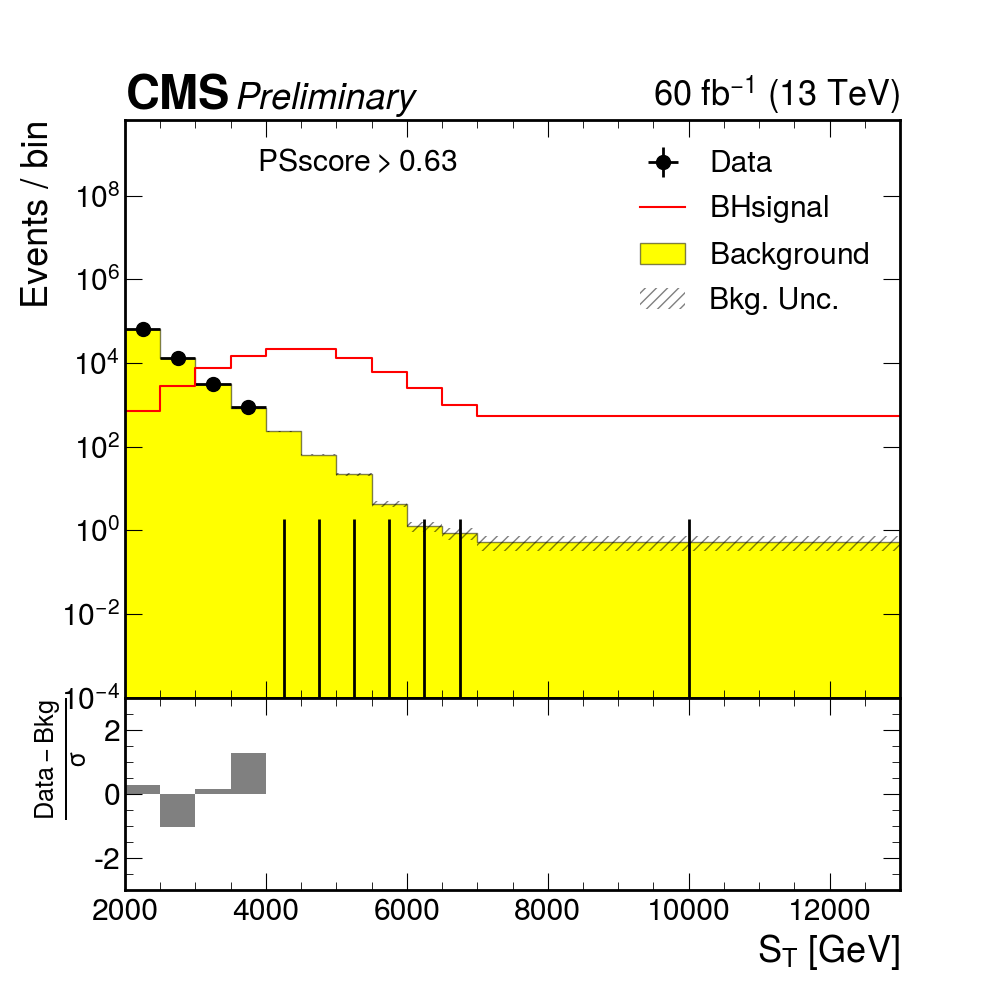 CMS Preliminary
60 fb⁻¹ (13 TeV)
Events / bin
PSscore > 0.63
Data
BHsignal
Background
Bkg. Unc.
10⁸
10⁶
10⁴
10²
10⁰
10⁻²
10⁻⁴
Data – Bkg
σ
2
0
-2
2000 4000 6000 8000 10000 12000
S_T [GeV]